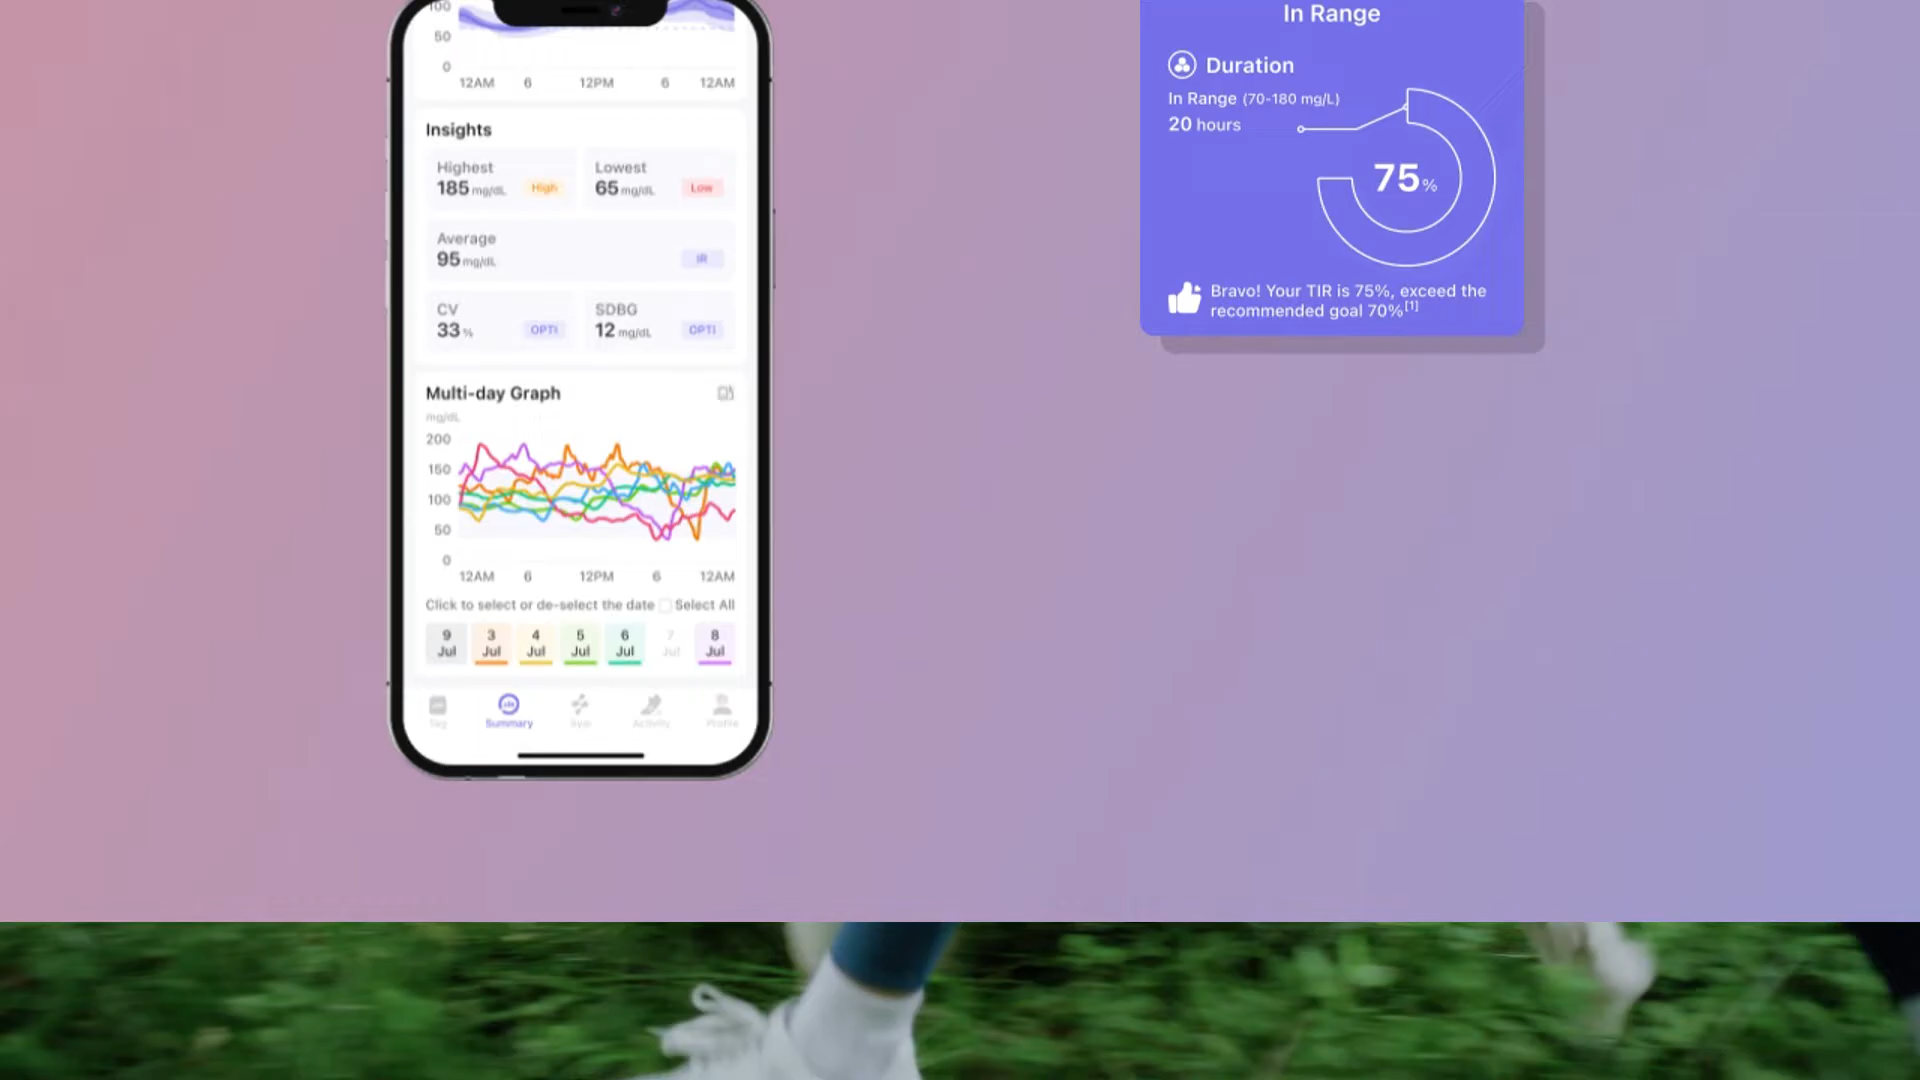 100
50
0
12AM 6 12PM 6 12AM
Insights
Highest
185 mg/dL High
Lowest
65 mg/dL Low
Average
95 mg/dL IR
CV
33 % OPTI
SDBG
12 mg/dL OPTI
Multi-day Graph
mg/dL
200
150
100
50
0
12AM 6 12PM 6 12AM
Click to select or de-select the date Select All
9 3 4 5 6 7 8
Jul Jul Jul Jul Jul Jul Jul
Summary Activity Profile
In Range
Duration
In Range (70-180 mg/L)
20 hours
75%
Bravo! Your TIR is 75%, exceed the
recommended goal 70%[1]